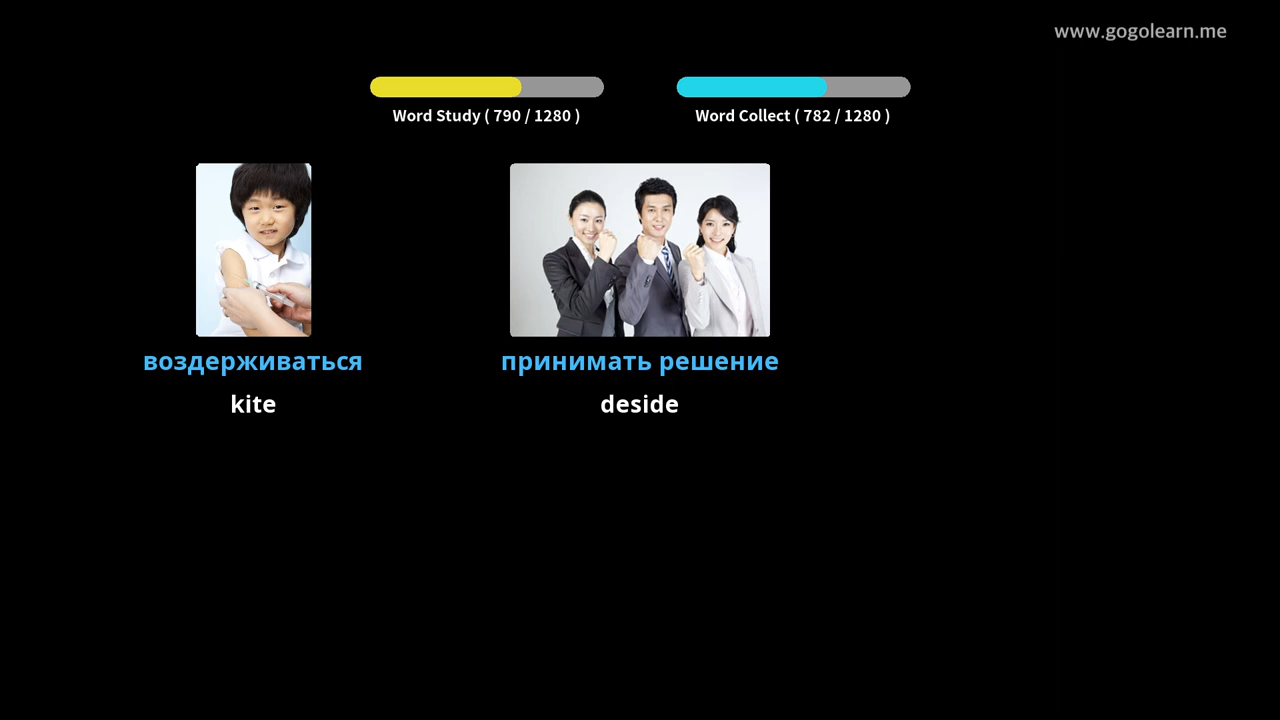 www.gogolearn.me
Word Study ( 790 / 1280 )
Word Collect ( 782 / 1280 )
воздерживаться
kite
принимать решение
deside